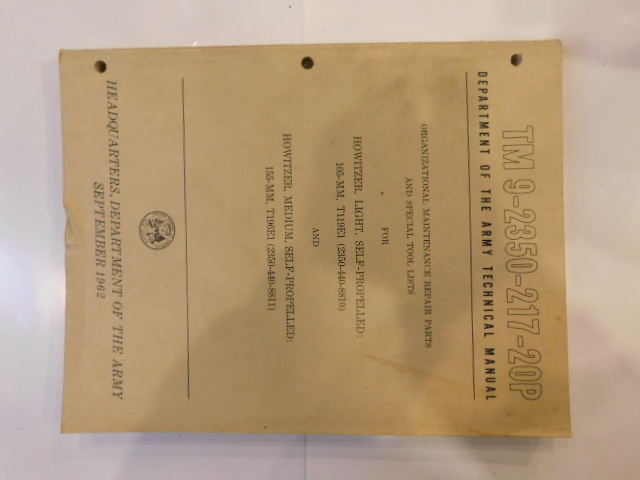 TM 9-2350-217-20P
DEPARTMENT OF THE ARMY TECHNICAL MANUAL
ORGANIZATIONAL MAINTENANCE REPAIR PARTS
AND SPECIAL TOOL LISTS
FOR
HOWITZER, LIGHT, SELF-PROPELLED:
105-MM, T119E1 (2350-440-8810)
AND
HOWITZER, MEDIUM, SELF-PROPELLED:
155-MM, T196E1 (2350-440-8811)
HEADQUARTERS, DEPARTMENT OF THE ARMY
SEPTEMBER 1962